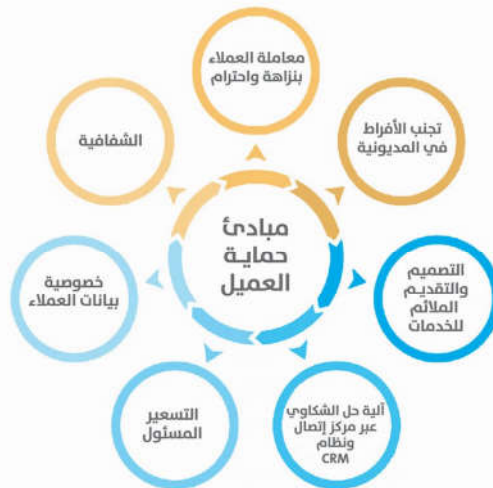 معاملة العملاء
بنزاهة واحترام
تجنب الأفراط
في المديونية
الشفافية
مبادئ
حماية
العميل
التصميم
والتقديم
الملائم
للخدمات
خصوصية
بيانات العملاء
آلية حل الشكاوي
عبر مركز إتصال
ونظام
CRM
التسعير
المسئول